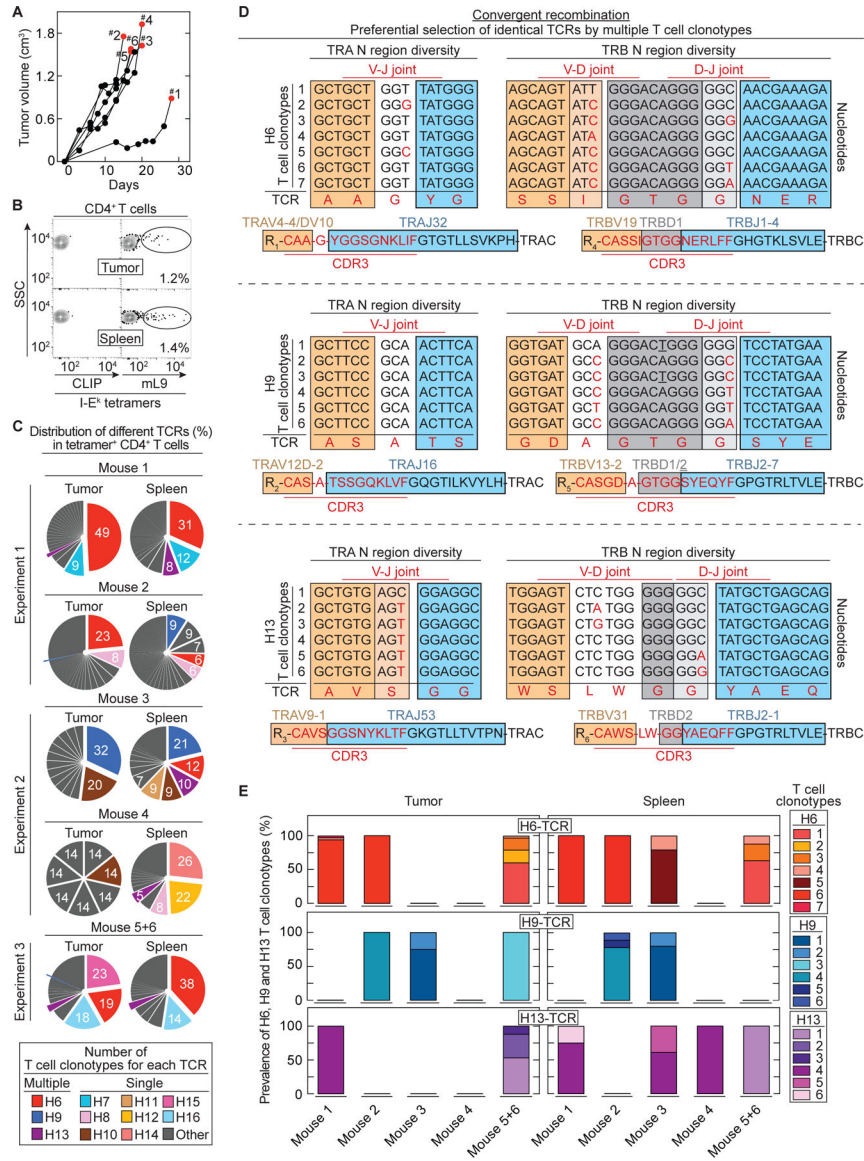 A
Tumor volume (cm³)
1.8
1.2
0.6
0
#2
#6
#4
#3
#5
#1
0 10 20 30
Days
B
CD4⁺ T cells
SSC
10⁴
10²
Tumor
1.2%
10⁴
10²
Spleen
1.4%
10² 10⁴ 10² 10⁴
CLIP mL9
I-Eᵏ tetramers
C
Distribution of different TCRs (%)
in tetramer⁺ CD4⁺ T cells
Experiment 1
Mouse 1
Tumor Spleen
49 9
31 12 8
Mouse 2
Tumor Spleen
23 8
9 9 7 6 6
Experiment 2
Mouse 3
Tumor Spleen
32 20
21 12 10 9 9 7
Mouse 4
Tumor Spleen
14 14 14 14 14 14 14
26 22 8 5
Experiment 3
Mouse 5+6
Tumor Spleen
23 19 18
38 14
Number of
T cell clonotypes for each TCR
Multiple Single
H6 H7 H11 H15
H9 H8 H12 H16
H13 H10 H14 Other
D
Convergent recombination
Preferential selection of identical TCRs by multiple T cell clonotypes
TRA N region diversity TRB N region diversity
V-J joint V-D joint D-J joint
H6
T cell clonotypes
Nucleotides
1 GCTGCT GGT TATGGG AGCAGT ATT GGGACAGGG GGC AACGAAAGA
2 GCTGCT GGG TATGGG AGCAGT ATC GGGACAGGG GGC AACGAAAGA
3 GCTGCT GGT TATGGG AGCAGT ATC GGGACAGGG GGG AACGAAAGA
4 GCTGCT GGT TATGGG AGCAGT ATA GGGACAGGG GGC AACGAAAGA
5 GCTGCT GGC TATGGG AGCAGT ATC GGGACAGGG GGC AACGAAAGA
6 GCTGCT GGT TATGGG AGCAGT ATC GGGACAGGG GGT AACGAAAGA
7 GCTGCT GGT TATGGG AGCAGT ATC GGGACAGGG GGA AACGAAAGA
TCR A A G Y G S S I G T G G N E R
TRAV4-4/DV10 TRAJ32 TRBV19 TRBD1 TRBJ1-4
R₁-CAA-G-YGGSGNKLIFGTGTLLSVKPH-TRAC R₄-CASSIGTGGNERLFFGHGTKLSVLE-TRBC
CDR3 CDR3
TRA N region diversity TRB N region diversity
V-J joint V-D joint D-J joint
H9
T cell clonotypes
Nucleotides
1 GCTTCC GCA ACTTCA GGTGAT GCA GGGACTGGG GGG TCCTATGAA
2 GCTTCC GCA ACTTCA GGTGAT GCC GGGACAGGG GGC TCCTATGAA
3 GCTTCC GCA ACTTCA GGTGAT GCC GGGACTGGG GGC TCCTATGAA
4 GCTTCC GCA ACTTCA GGTGAT GCC GGGACAGGG GGT TCCTATGAA
5 GCTTCC GCA ACTTCA GGTGAT GCT GGGACAGGG GGT TCCTATGAA
6 GCTTCC GCA ACTTCA GGTGAT GCC GGGACAGGG GGA TCCTATGAA
TCR A S A T S G D A G T G G S Y E
TRAV12D-2 TRAJ16 TRBV13-2 TRBD1/2 TRBJ2-7
R₂-CAS-A-TSSGQKLVFGQGTILKVYLH-TRAC R₅-CASGD-A-GTGGSYEQYFGPGTRLTVLE-TRBC
CDR3 CDR3
TRA N region diversity TRB N region diversity
V-J joint V-D joint D-J joint
H13
T cell clonotypes
Nucleotides
1 GCTGTG AGC GGAGGC TGGAGT CTC TGG GGG GGC TATGCTGAGCAG
2 GCTGTG AGT GGAGGC TGGAGT CTA TGG GGG GGC TATGCTGAGCAG
3 GCTGTG AGT GGAGGC TGGAGT CTG TGG GGG GGC TATGCTGAGCAG
4 GCTGTG AGT GGAGGC TGGAGT CTC TGG GGG GGC TATGCTGAGCAG
5 GCTGTG AGT GGAGGC TGGAGT CTC TGG GGG GGA TATGCTGAGCAG
6 GCTGTG AGT GGAGGC TGGAGT CTC TGG GGG GGG TATGCTGAGCAG
TCR A V S G G W S L W G G Y A E Q
TRAV9-1 TRAJ53 TRBV31 TRBD2 TRBJ2-1
R₃-CAVSGGSNYKLTFGKGTLLTVTPN-TRAC R₆-CAWS-LW-GGYAEQFFGPGTRLTVLE-TRBC
CDR3 CDR3
E
Tumor Spleen
Prevalence of H6, H9 and H13 T cell clonotypes (%)
H6-TCR
100
50
0
H9-TCR
100
50
0
H13-TCR
100
50
0
Mouse 1 Mouse 2 Mouse 3 Mouse 4 Mouse 5+6 Mouse 1 Mouse 2 Mouse 3 Mouse 4 Mouse 5+6
T cell
clonotypes
H6
1
2
3
4
5
6
7
H9
1
2
3
4
5
6
H13
1
2
3
4
5
6